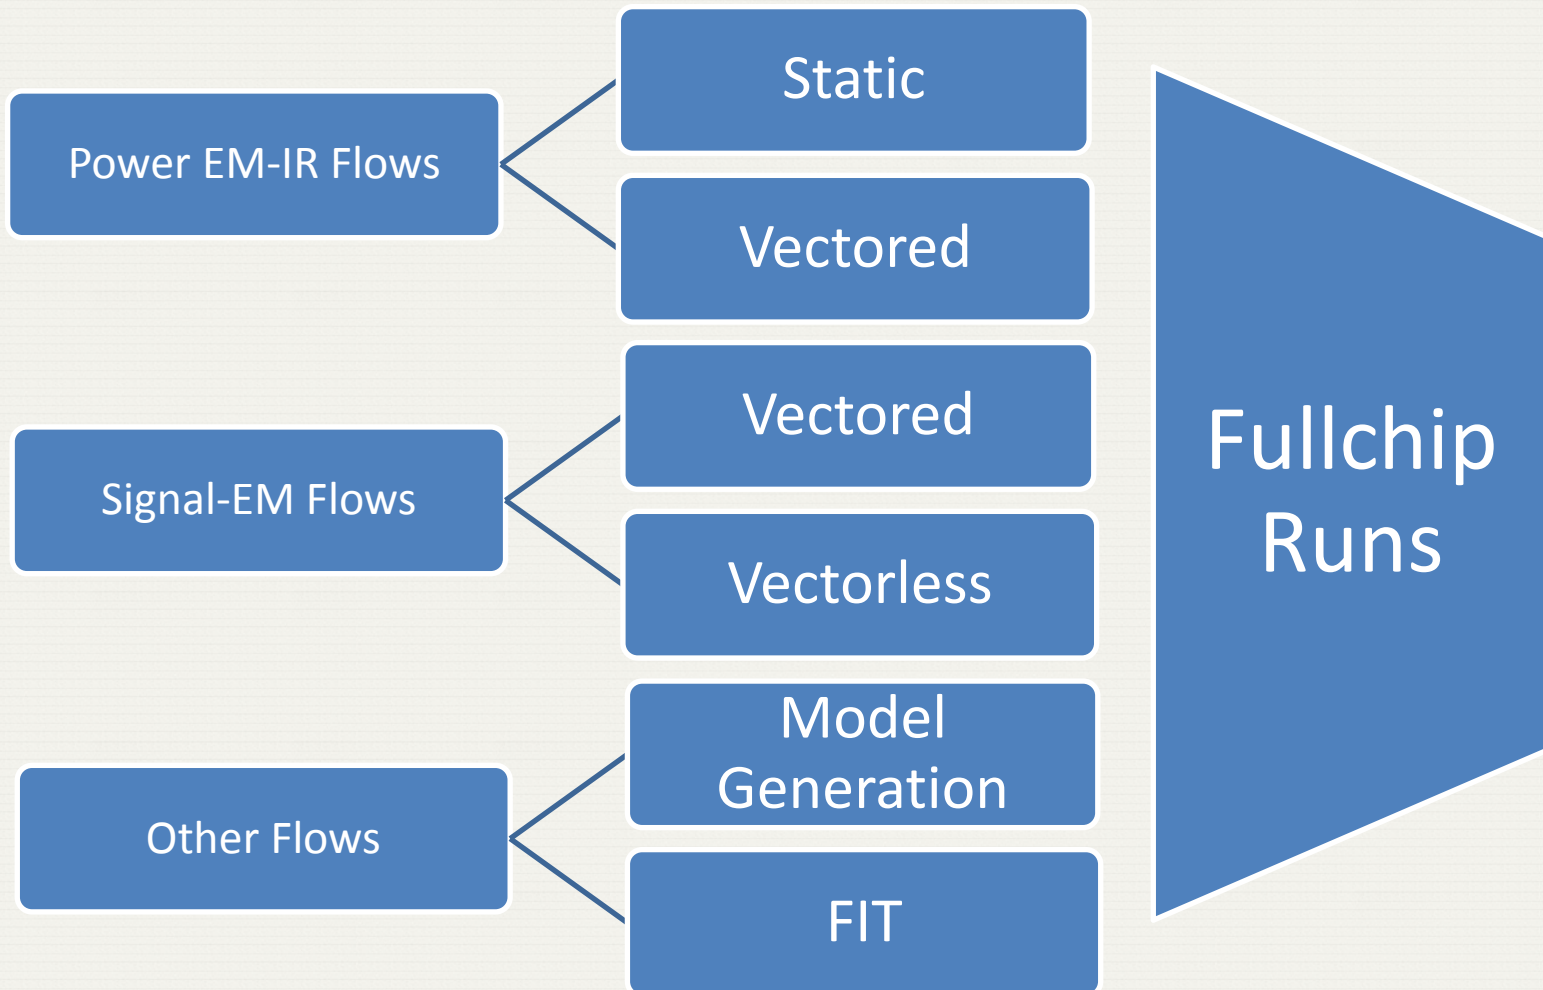 Power EM-IR Flows
Static
Vectored
Signal-EM Flows
Vectored
Vectorless
Other Flows
Model
Generation
FIT
Fullchip
Runs